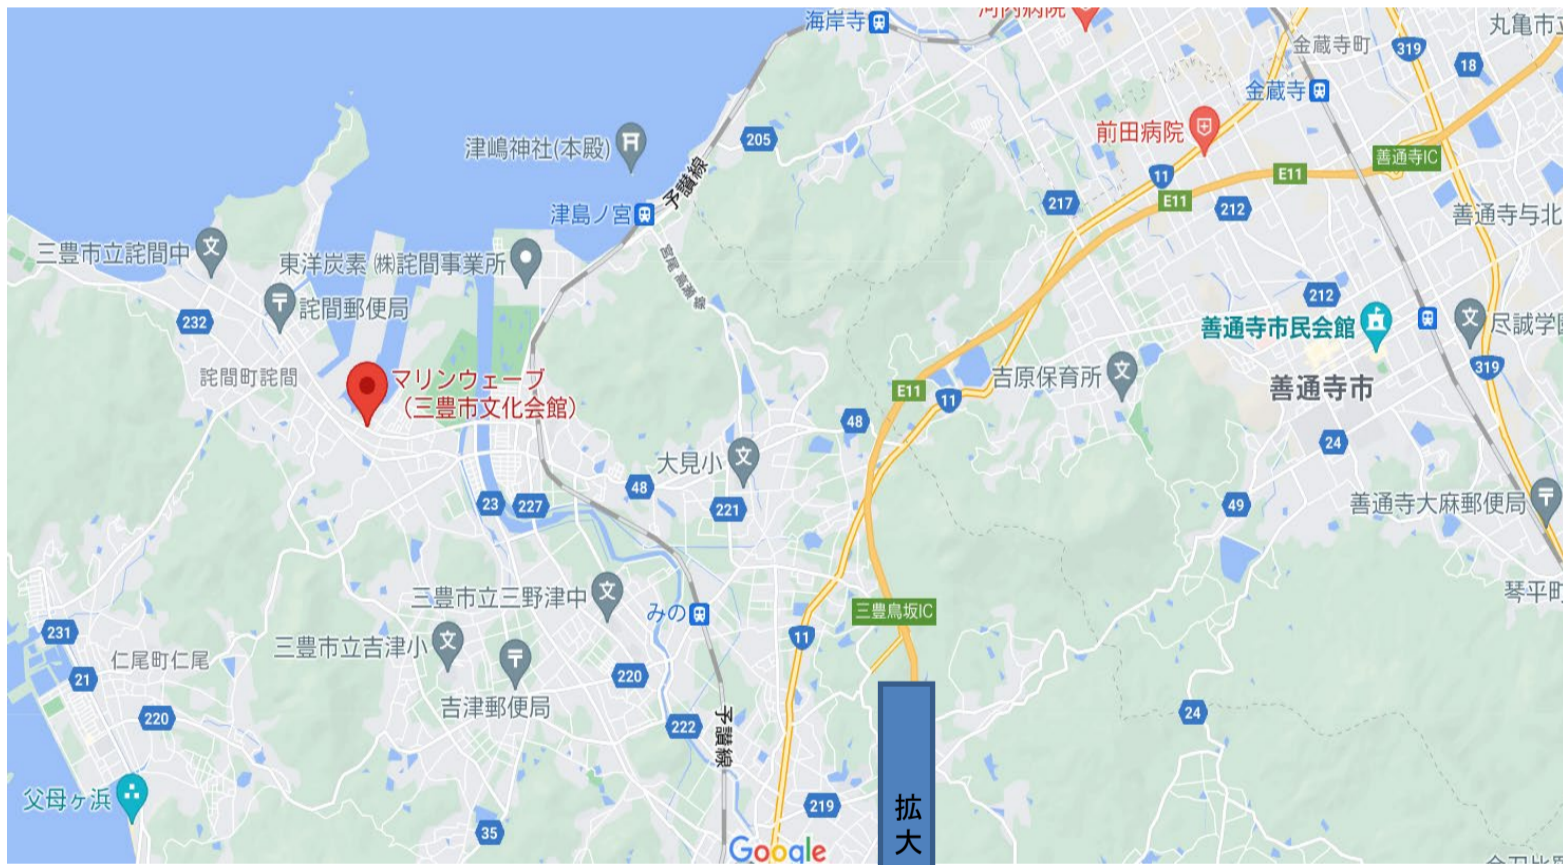 海岸寺
河内病院
丸亀市立
金蔵寺町
319
18
金蔵寺
前田病院
205
津嶋神社(本殿)
予讃線
善通寺IC
11
E11
E11
217
212
津島ノ宮
善通寺与北
三豊市立詫間中
東洋炭素 ㈱詫間事業所
詫間郵便局
232
212
善通寺市民会館
尽誠学園
319
詫間町詫間
マリンウェーブ
(三豊市文化会館)
E11
11
吉原保育所
善通寺市
48
24
大見小
48
221
23
227
49
善通寺大麻郵便局
三豊市立三野津中
みの
三豊鳥坂IC
琴平町
11
231
仁尾町仁尾
21
三豊市立吉津小
吉津郵便局
220
220
222
予讃線
24
父母ヶ浜
35
219
拡大
Google